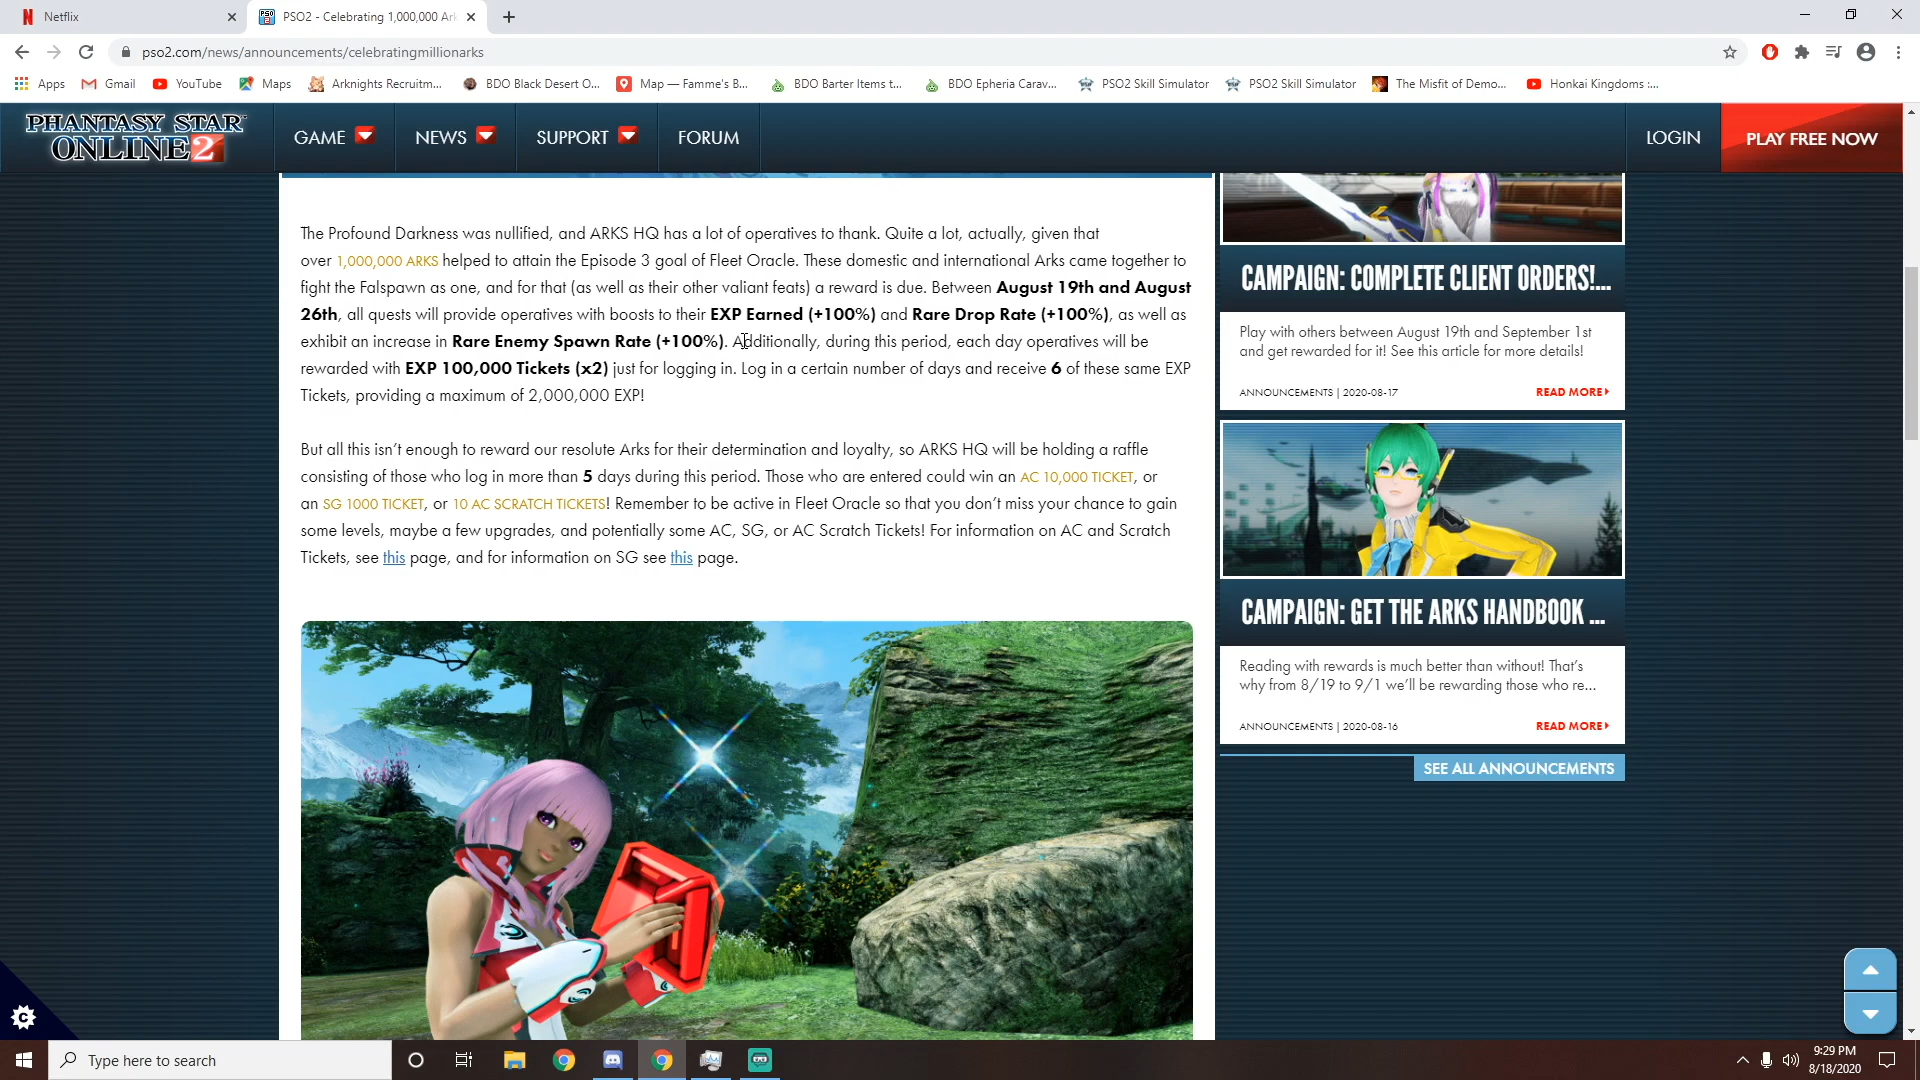 Netflix
PSO2 - Celebrating 1,000,000 Ar
pso2.com/news/announcements/celebratingmillionarks
Apps
Gmail
YouTube
Maps
Arknights Recruitm...
BDO Black Desert O...
Map — Famme's B...
BDO Barter Items t...
BDO Epheria Carav...
PSO2 Skill Simulator
PSO2 Skill Simulator
The Misfit of Demo...
Honkai Kingdoms :...
PHANTASY STAR
ONLINE 2
GAME
NEWS
SUPPORT
FORUM
LOGIN
PLAY FREE NOW
The Profound Darkness was nullified, and ARKS HQ has a lot of operatives to thank. Quite a lot, actually, given that
over 1,000,000 ARKS helped to attain the Episode 3 goal of Fleet Oracle. These domestic and international Arks came together to
fight the Falspawn as one, and for that (as well as their other valiant feats) a reward is due. Between August 19th and August
26th, all quests will provide operatives with boosts to their EXP Earned (+100%) and Rare Drop Rate (+100%), as well as
exhibit an increase in Rare Enemy Spawn Rate (+100%). Additionally, during this period, each day operatives will be
rewarded with EXP 100,000 Tickets (x2) just for logging in. Log in a certain number of days and receive 6 of these same EXP
Tickets, providing a maximum of 2,000,000 EXP!
But all this isn't enough to reward our resolute Arks for their determination and loyalty, so ARKS HQ will be holding a raffle
consisting of those who log in more than 5 days during this period. Those who are entered could win an AC 10,000 TICKET, or
an SG 1000 TICKET, or 10 AC SCRATCH TICKETS! Remember to be active in Fleet Oracle so that you don't miss your chance to gain
some levels, maybe a few upgrades, and potentially some AC, SG, or AC Scratch Tickets! For information on AC and Scratch
Tickets, see this page, and for information on SG see this page.
CAMPAIGN: COMPLETE CLIENT ORDERS!...
Play with others between August 19th and September 1st
and get rewarded for it! See this article for more details!
ANNOUNCEMENTS | 2020-08-17
READ MORE
CAMPAIGN: GET THE ARKS HANDBOOK ...
Reading with rewards is much better than without! That's
why from 8/19 to 9/1 we'll be rewarding those who re...
ANNOUNCEMENTS | 2020-08-16
READ MORE
SEE ALL ANNOUNCEMENTS
Type here to search
9:29 PM
8/18/2020